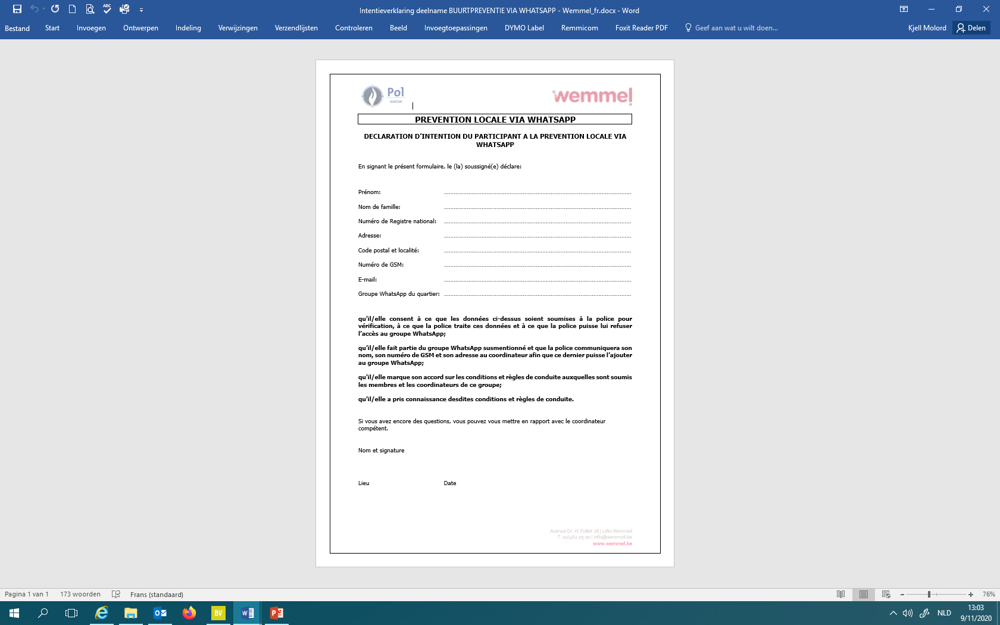 ABC
Intentieverklaring deelname BUURTPREVENTIE VIA WHATSAPP - Wemmel_fr.docx - Word
Bestand Start Invoegen Ontwerpen Indeling Verwijzingen Verzendlijsten Controleren Beeld Invoegtoepassingen DYMO Label Remmicom Foxit Reader PDF Geef aan wat u wilt doen... Kjell Molord Delen
Pol
AMOW
wemmel
PREVENTION LOCALE VIA WHATSAPP
DECLARATION D'INTENTION DU PARTICIPANT A LA PREVENTION LOCALE VIA
WHATSAPP
En signant le présent formulaire, le (la) soussigné(e) déclare:
Prénom:
Nom de famille:
Numéro de Registre national:
Adresse:
Code postal et localité:
Numéro de GSM:
E-mail:
Groupe WhatsApp du quartier:
qu'il/elle consent à ce que les données ci-dessus soient soumises à la police pour
vérification, à ce que la police traite ces données et à ce que la police puisse lui refuser
l'accès au groupe WhatsApp;
qu'il/elle fait partie du groupe WhatsApp susmentionné et que la police communiquera son
nom, son numéro de GSM et son adresse au coordinateur afin que ce dernier puisse l'ajouter
au groupe WhatsApp;
qu'il/elle marque son accord sur les conditions et règles de conduite auxquelles sont soumis
les membres et les coordinateurs de ce groupe;
qu'il/elle a pris connaissance desdites conditions et règles de conduite.
Si vous avez encore des questions, vous pouvez vous mettre en rapport avec le coordinateur
compétent.
Nom et signature
Lieu Date
Avenue Dr. H. Follet 28 | 1780 Wemmel
T. 02/462.05.00 | info@wemmel.be
www.wemmel.be
Pagina 1 van 1 173 woorden Frans (standaard) 76%
BV
NLD
13:03
9/11/2020